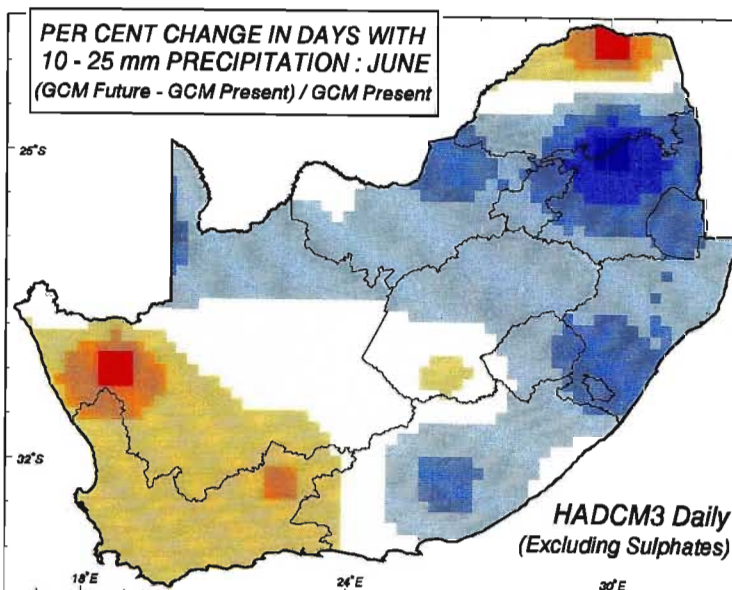 PER CENT CHANGE IN DAYS WITH
10 - 25 mm PRECIPITATION : JUNE
(GCM Future - GCM Present) / GCM Present
25°S
32°S
HADCM3 Daily
(Excluding Sulphates)
18°E
24°E
30°E